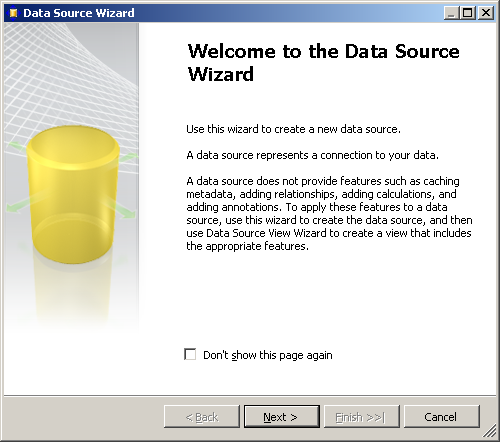 Data Source Wizard
Welcome to the Data Source
Wizard
Use this wizard to create a new data source.
A data source represents a connection to your data.
A data source does not provide features such as caching
metadata, adding relationships, adding calculations, and
adding annotations. To apply these features to a data
source, use this wizard to create the data source, and then
use Data Source View Wizard to create a view that includes
the appropriate features.
Don't show this page again
< Back
Next >
Finish >>|
Cancel